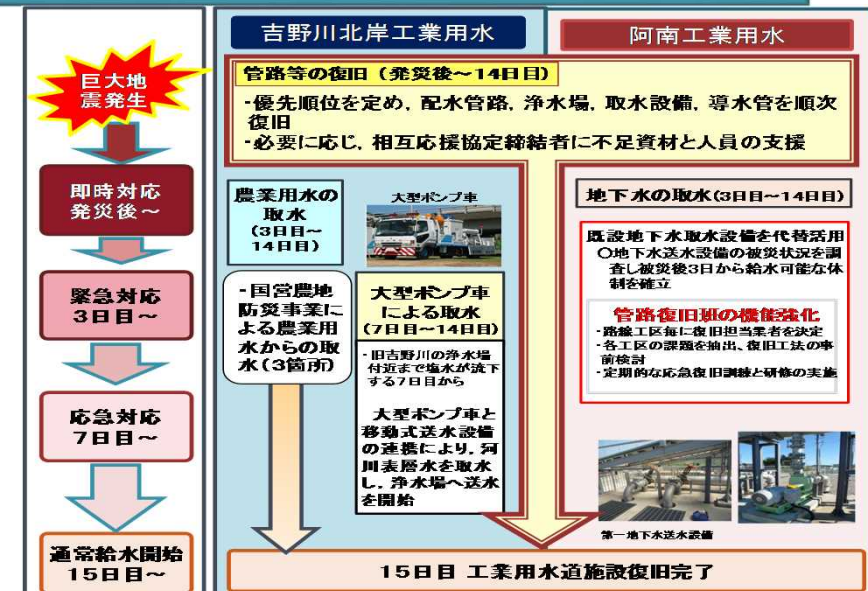 吉野川北岸工業用水
阿南工業用水
巨大地
震発生
即時対応
発災後～
緊急対応
3日目～
応急対応
7日目～
通常給水開始
15日目～
管路等の復旧（発災後～14日目）
・優先順位を定め，配水管路，浄水場，取水設備，導水管を順次
復旧
・必要に応じ，相互応援協定締結者に不足資材と人員の支援
農業用水の
取水
(3日目～
14日目)
・国営農地
防災事業に
よる農業用
水からの取
水(3箇所)
大型ポンプ車
大型ポンプ車
による取水
(7日目～14日目)
・旧吉野川の浄水場
付近まで塩水が流下
する7日目から
大型ポンプ車と
移動式送水設備
の連携により，河
川表層水を取水
し，浄水場へ送水
を開始
地下水の取水(3日目～14日目)
既設地下水取水設備を代替活用
○地下水送水設備の被災状況を調
査し被災後3日から給水可能な体
制を確立
管路復旧班の機能強化
・路線工区毎に復旧担当業者を決定
・各工区の課題を抽出、復旧工法の事
前検討
・定期的な応急復旧訓練と研修の実施
第一地下水送水設備
15日目 工業用水道施設復旧完了